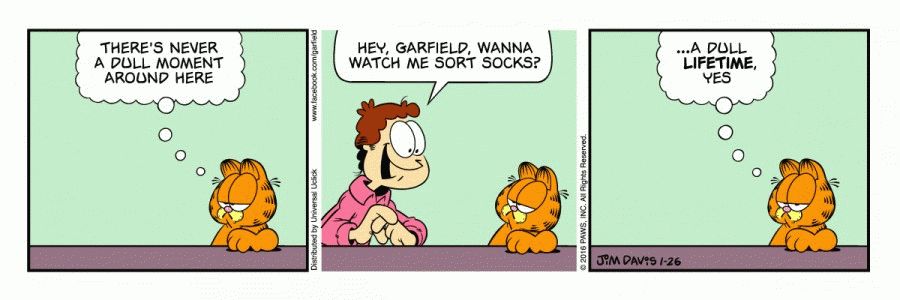 THERE'S NEVER
A DULL MOMENT
AROUND HERE
www.facebook.com/garfield
Distributed by Universal Uclick
HEY, GARFIELD, WANNA
WATCH ME SORT SOCKS?
© 2016 PAWS, INC. All Rights Reserved.
...A DULL
LIFETIME,
YES
JIM DAVIS 1-26